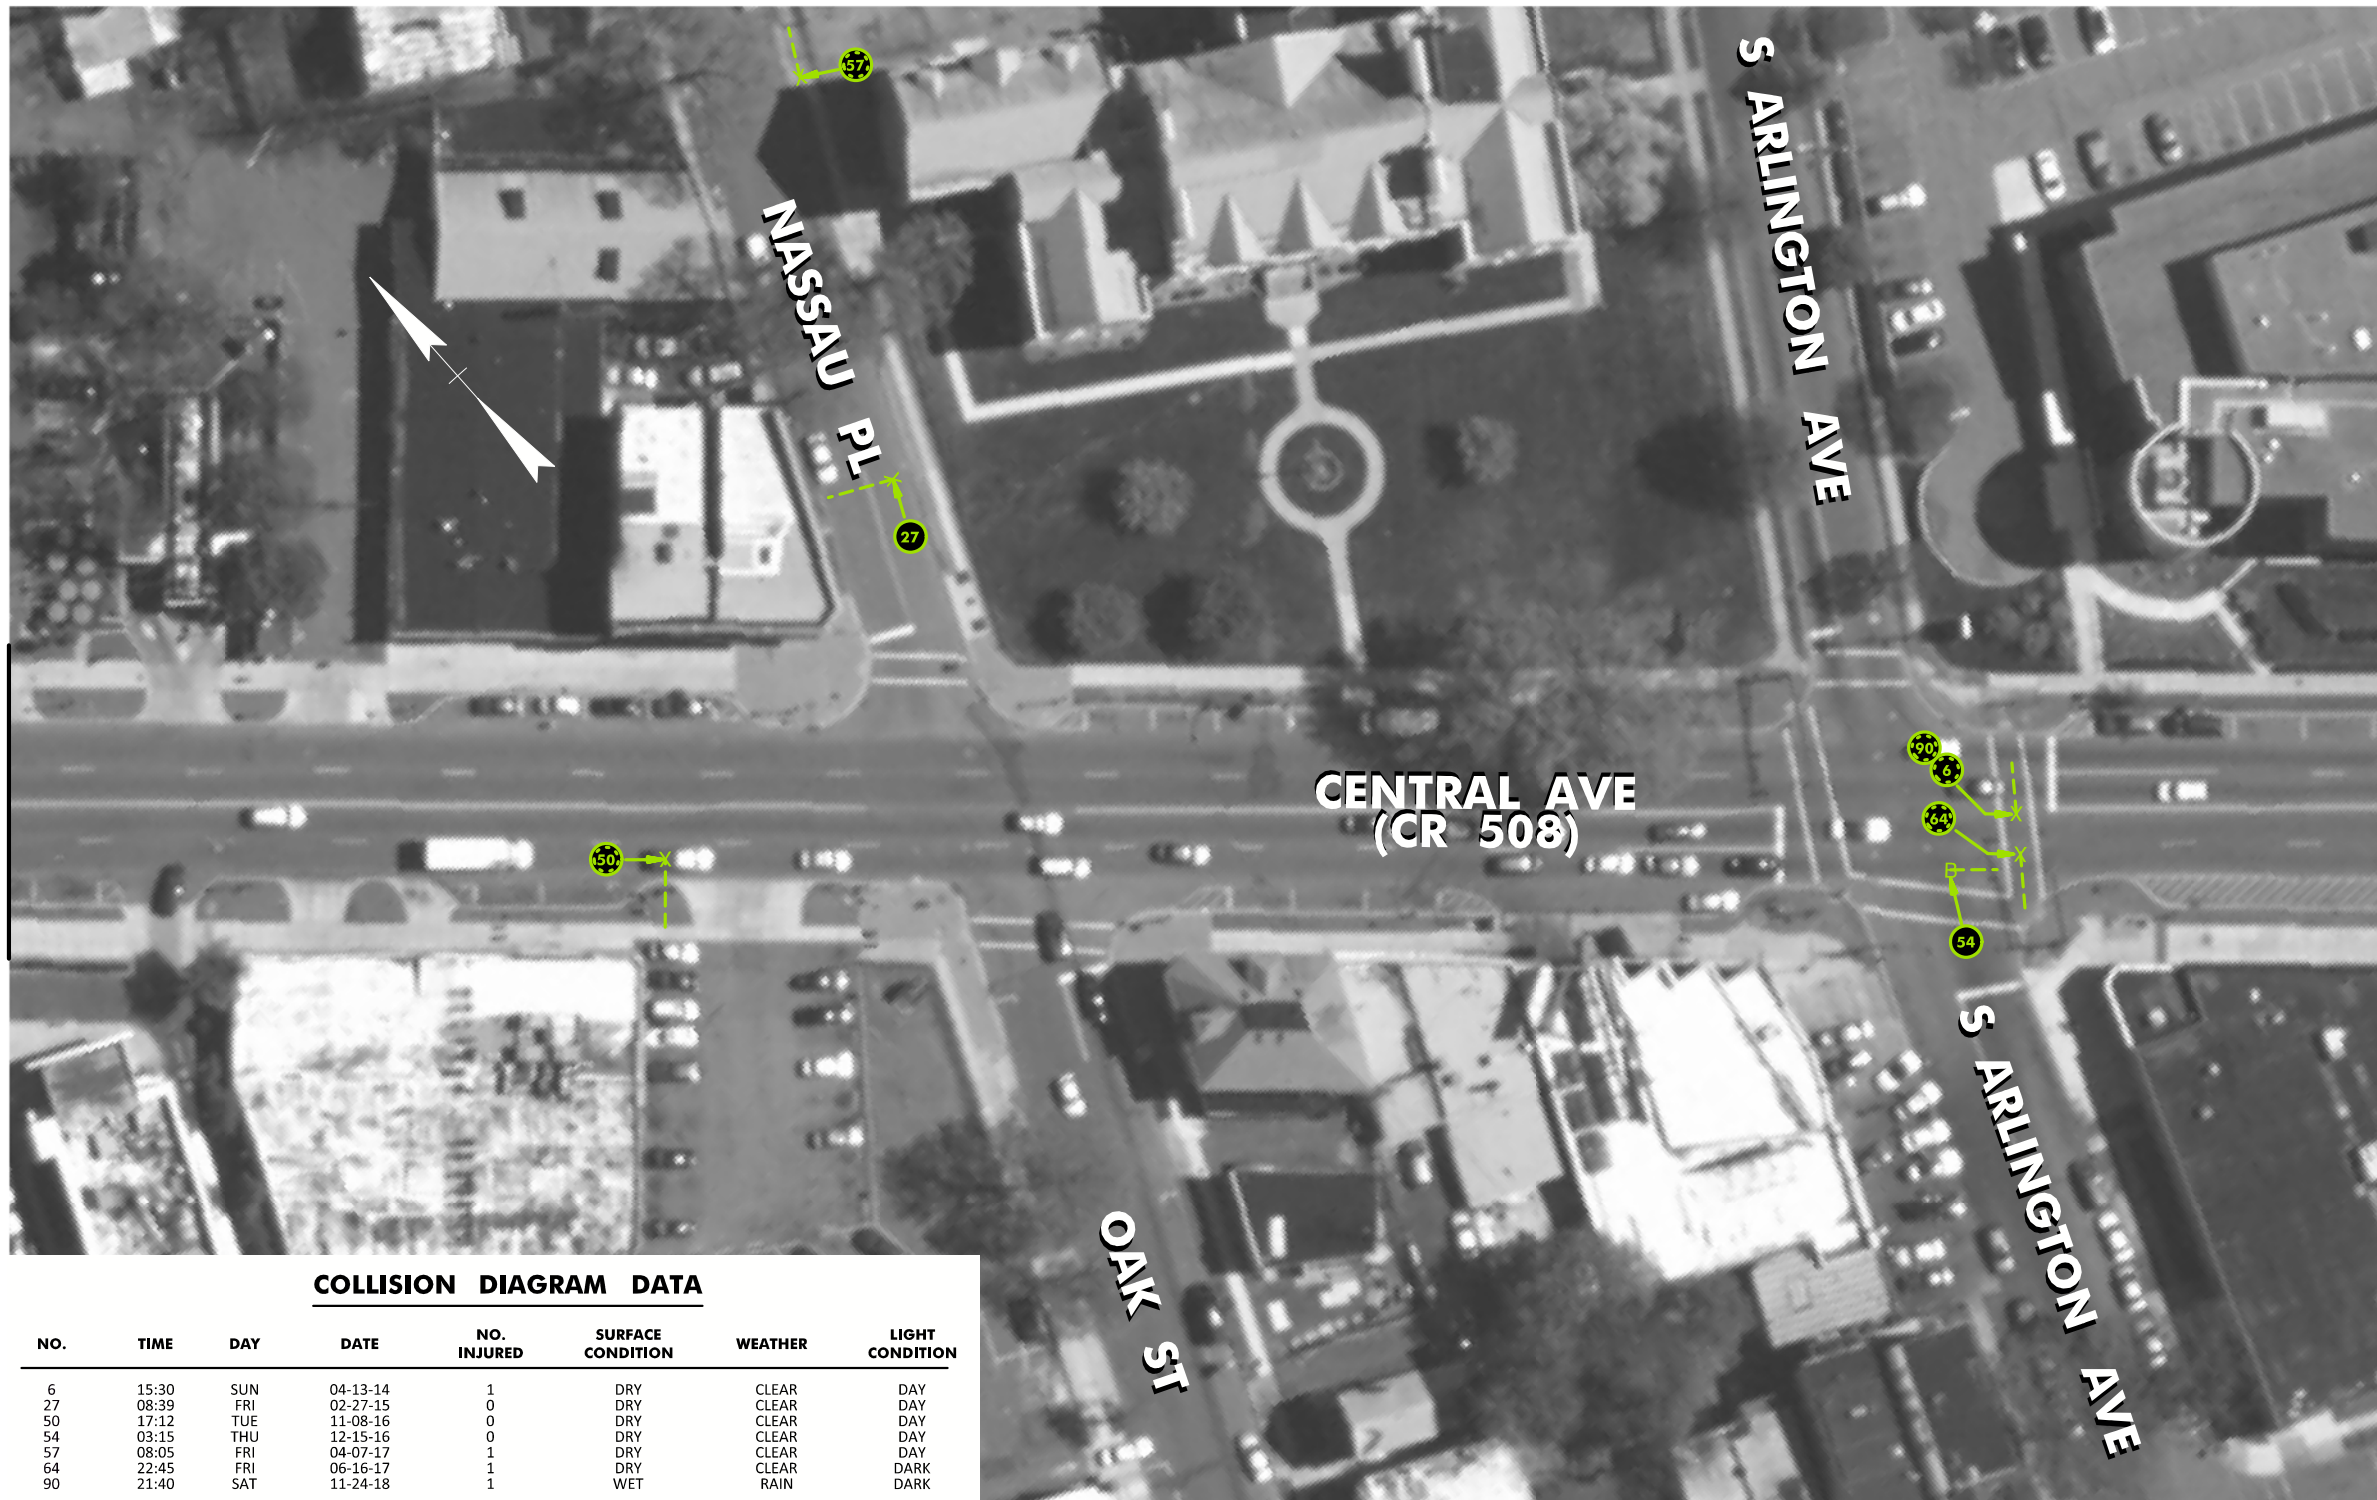 57
S ARLINGTON AVE
NASSAU PL
27
90
6
CENTRAL AVE
(CR 508)
64
50
54
S ARLINGTON AVE
OAK ST
COLLISION DIAGRAM DATA
NO. TIME DAY DATE NO. INJURED SURFACE CONDITION WEATHER LIGHT CONDITION
6 15:30 SUN 04-13-14 1 DRY CLEAR DAY
27 08:39 FRI 02-27-15 0 DRY CLEAR DAY
50 17:12 TUE 11-08-16 0 DRY CLEAR DAY
54 03:15 THU 12-15-16 0 DRY CLEAR DAY
57 08:05 FRI 04-07-17 1 DRY CLEAR DAY
64 22:45 FRI 06-16-17 1 DRY CLEAR DARK
90 21:40 SAT 11-24-18 1 WET RAIN DARK